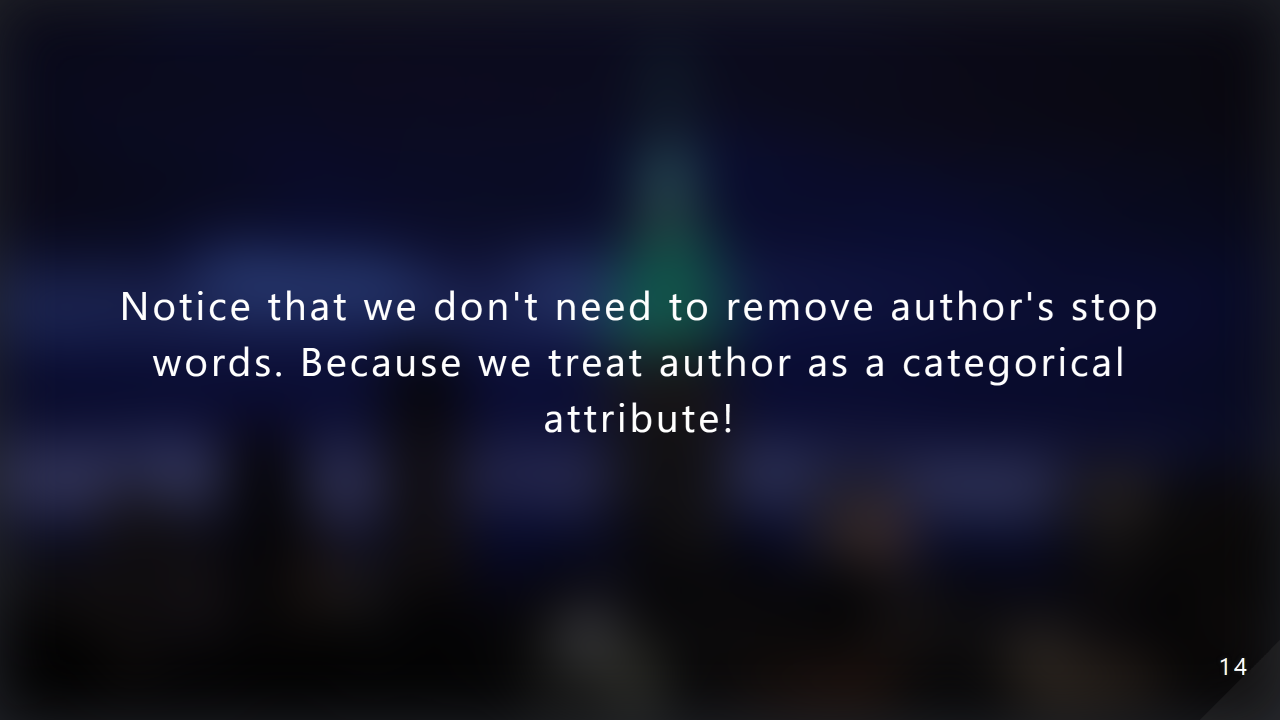 Notice that we don't need to remove author's stop
words. Because we treat author as a categorical
attribute!
14